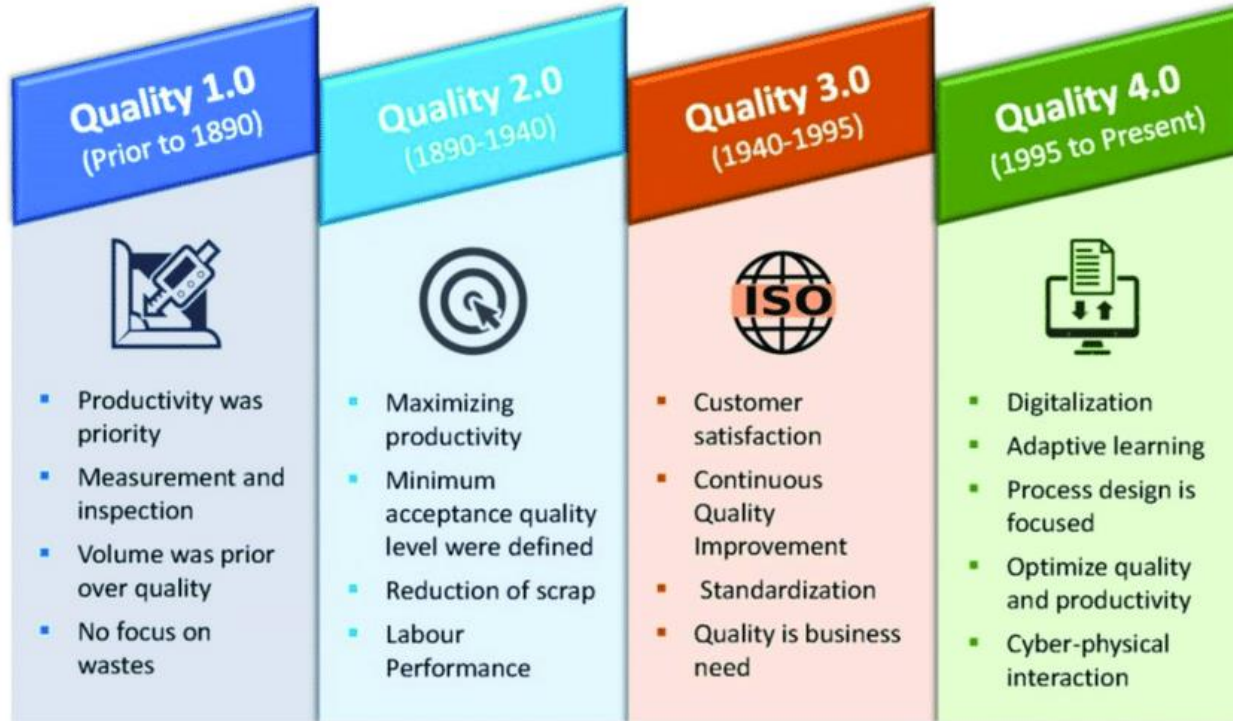 Quality 1.0
(Prior to 1890)
▪ Productivity was
priority
▪ Measurement and
inspection
▪ Volume was prior
over quality
▪ No focus on
wastes
Quality 2.0
(1890-1940)
▪ Maximizing
productivity
▪ Minimum
acceptance quality
level were defined
▪ Reduction of scrap
▪ Labour
Performance
Quality 3.0
(1940-1995)
ISO
▪ Customer
satisfaction
▪ Continuous
Quality
Improvement
▪ Standardization
▪ Quality is business
need
Quality 4.0
(1995 to Present)
▪ Digitalization
▪ Adaptive learning
▪ Process design is
focused
▪ Optimize quality
and productivity
▪ Cyber-physical
interaction